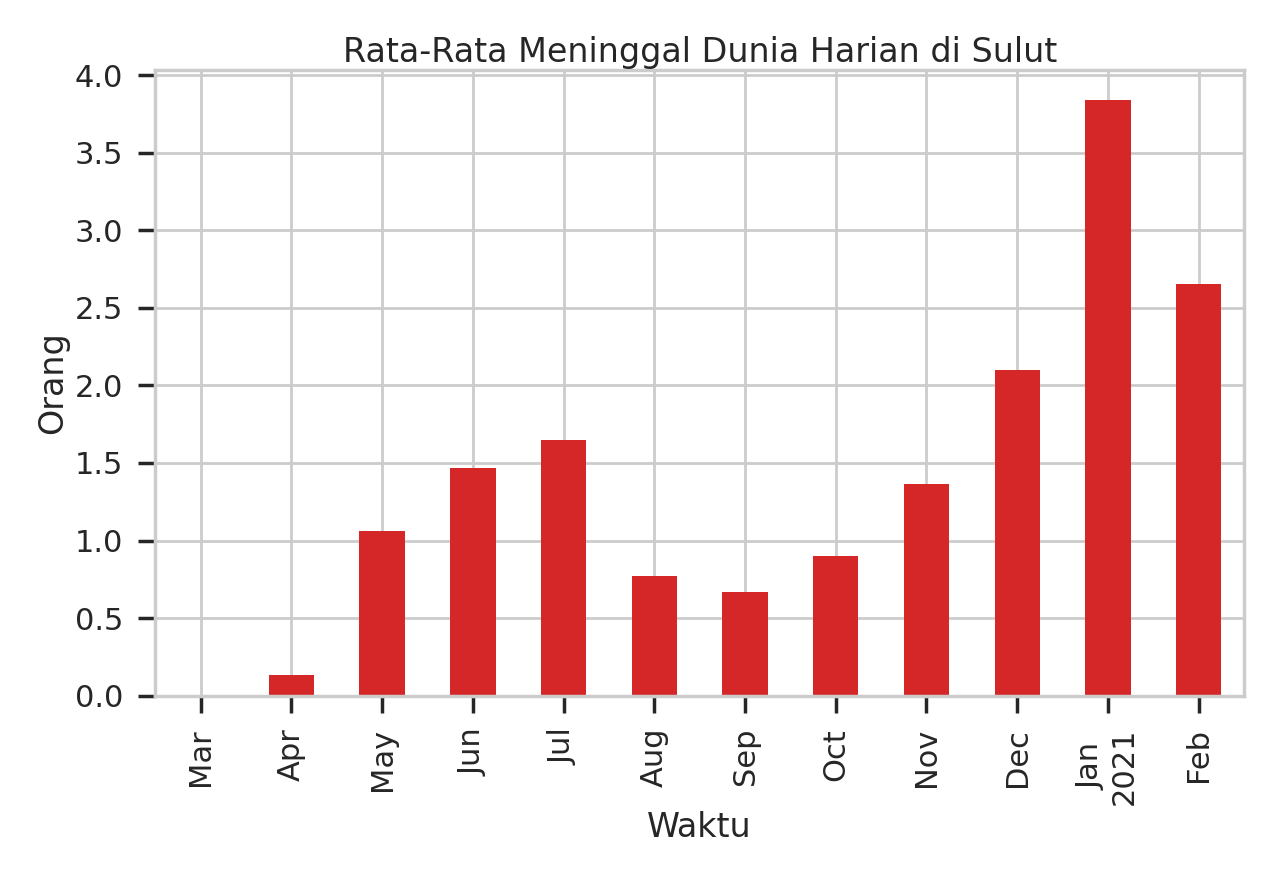 Rata-Rata Meninggal Dunia Harian di Sulut
4.0
3.5
3.0
2.5
2.0
1.5
1.0
0.5
0.0
Orang
Mar
Apr
May
Jun
Jul
Aug
Sep
Oct
Nov
Dec
Jan
2021
Feb
Waktu